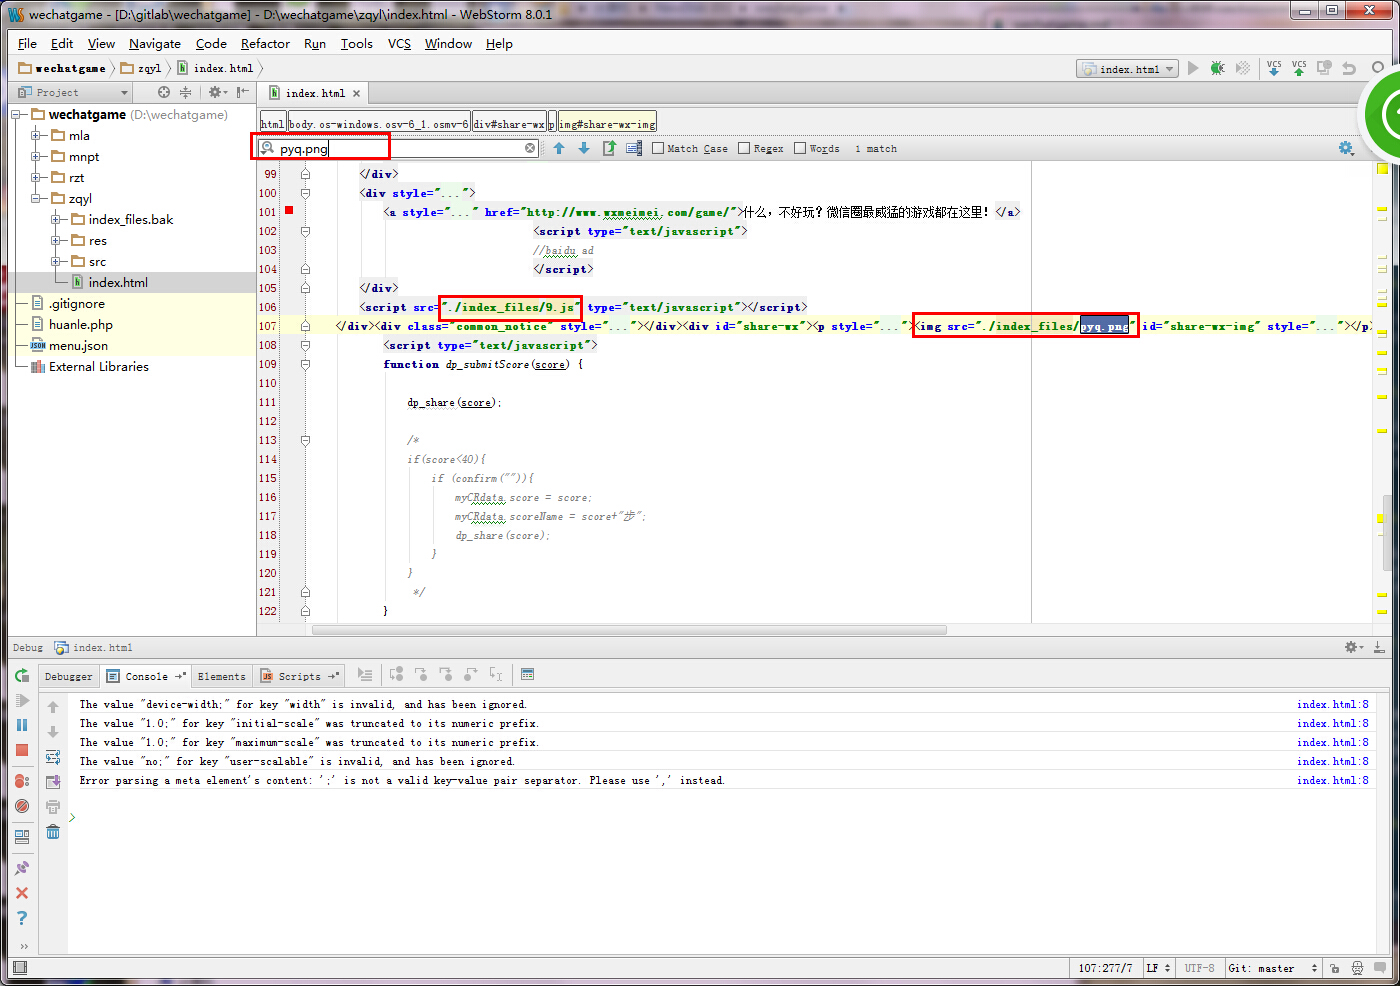 wechatgame - [D:\gitlab\wechatgame] - D:\wechatgame\zqyl\index.html - WebStorm 8.0.1
File Edit View Navigate Code Refactor Run Tools VCS Window Help
wechatgame zqyl index.html
index.html
VCS VCS
Project
index.html
wechatgame (D:\wechatgame)
mla
mnpt
rzt
zqyl
index_files.bak
res
src
index.html
.gitignore
huanle.php
menu.json
External Libraries
html body.os-windows.osv-6_1.osmv-6 div#share-wx p img#share-wx-img
pyq.png
Match Case Regex Words 1 match
99 </div>
100 <div style="...">
101 <a style="..." href="http://www.wxmeimei.com/game/">什么，不好玩？微信圈最威猛的游戏都在这里！</a>
102 <script type="text/javascript">
103 //baidu ad
104 </script>
105 </div>
106 <script src="./index_files/9.js" type="text/javascript"></script>
107 </div><div class="common_notice" style="..."></div><div id="share-wx"><p style="..."><img src="./index_files/pyq.png" id="share-wx-img" style="..."></p>
108 <script type="text/javascript">
109 function dp_submitScore(score) {
110
111 dp_share(score);
112
113 /*
114 if(score<40){
115 if (confirm("")){
116 myCRdata.score = score;
117 myCRdata.scoreName = score+"步";
118 dp_share(score);
119 }
120 }
121 */
122 }
Debug index.html
Debugger Console Elements Scripts
The value "device-width;" for key "width" is invalid, and has been ignored. index.html:8
The value "1.0;" for key "initial-scale" was truncated to its numeric prefix. index.html:8
The value "1.0;" for key "maximum-scale" was truncated to its numeric prefix. index.html:8
The value "no;" for key "user-scalable" is invalid, and has been ignored. index.html:8
Error parsing a meta element's content: ';' is not a valid key-value pair separator. Please use ',' instead. index.html:8
>
107:277/7 LF UTF-8 Git: master